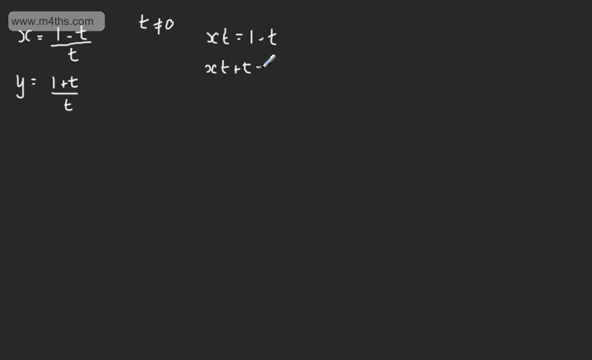 www.m4ths.com
x = 1 - t / t
t ≠ 0
y = 1 + t / t
xt = 1 - t
xt + t -